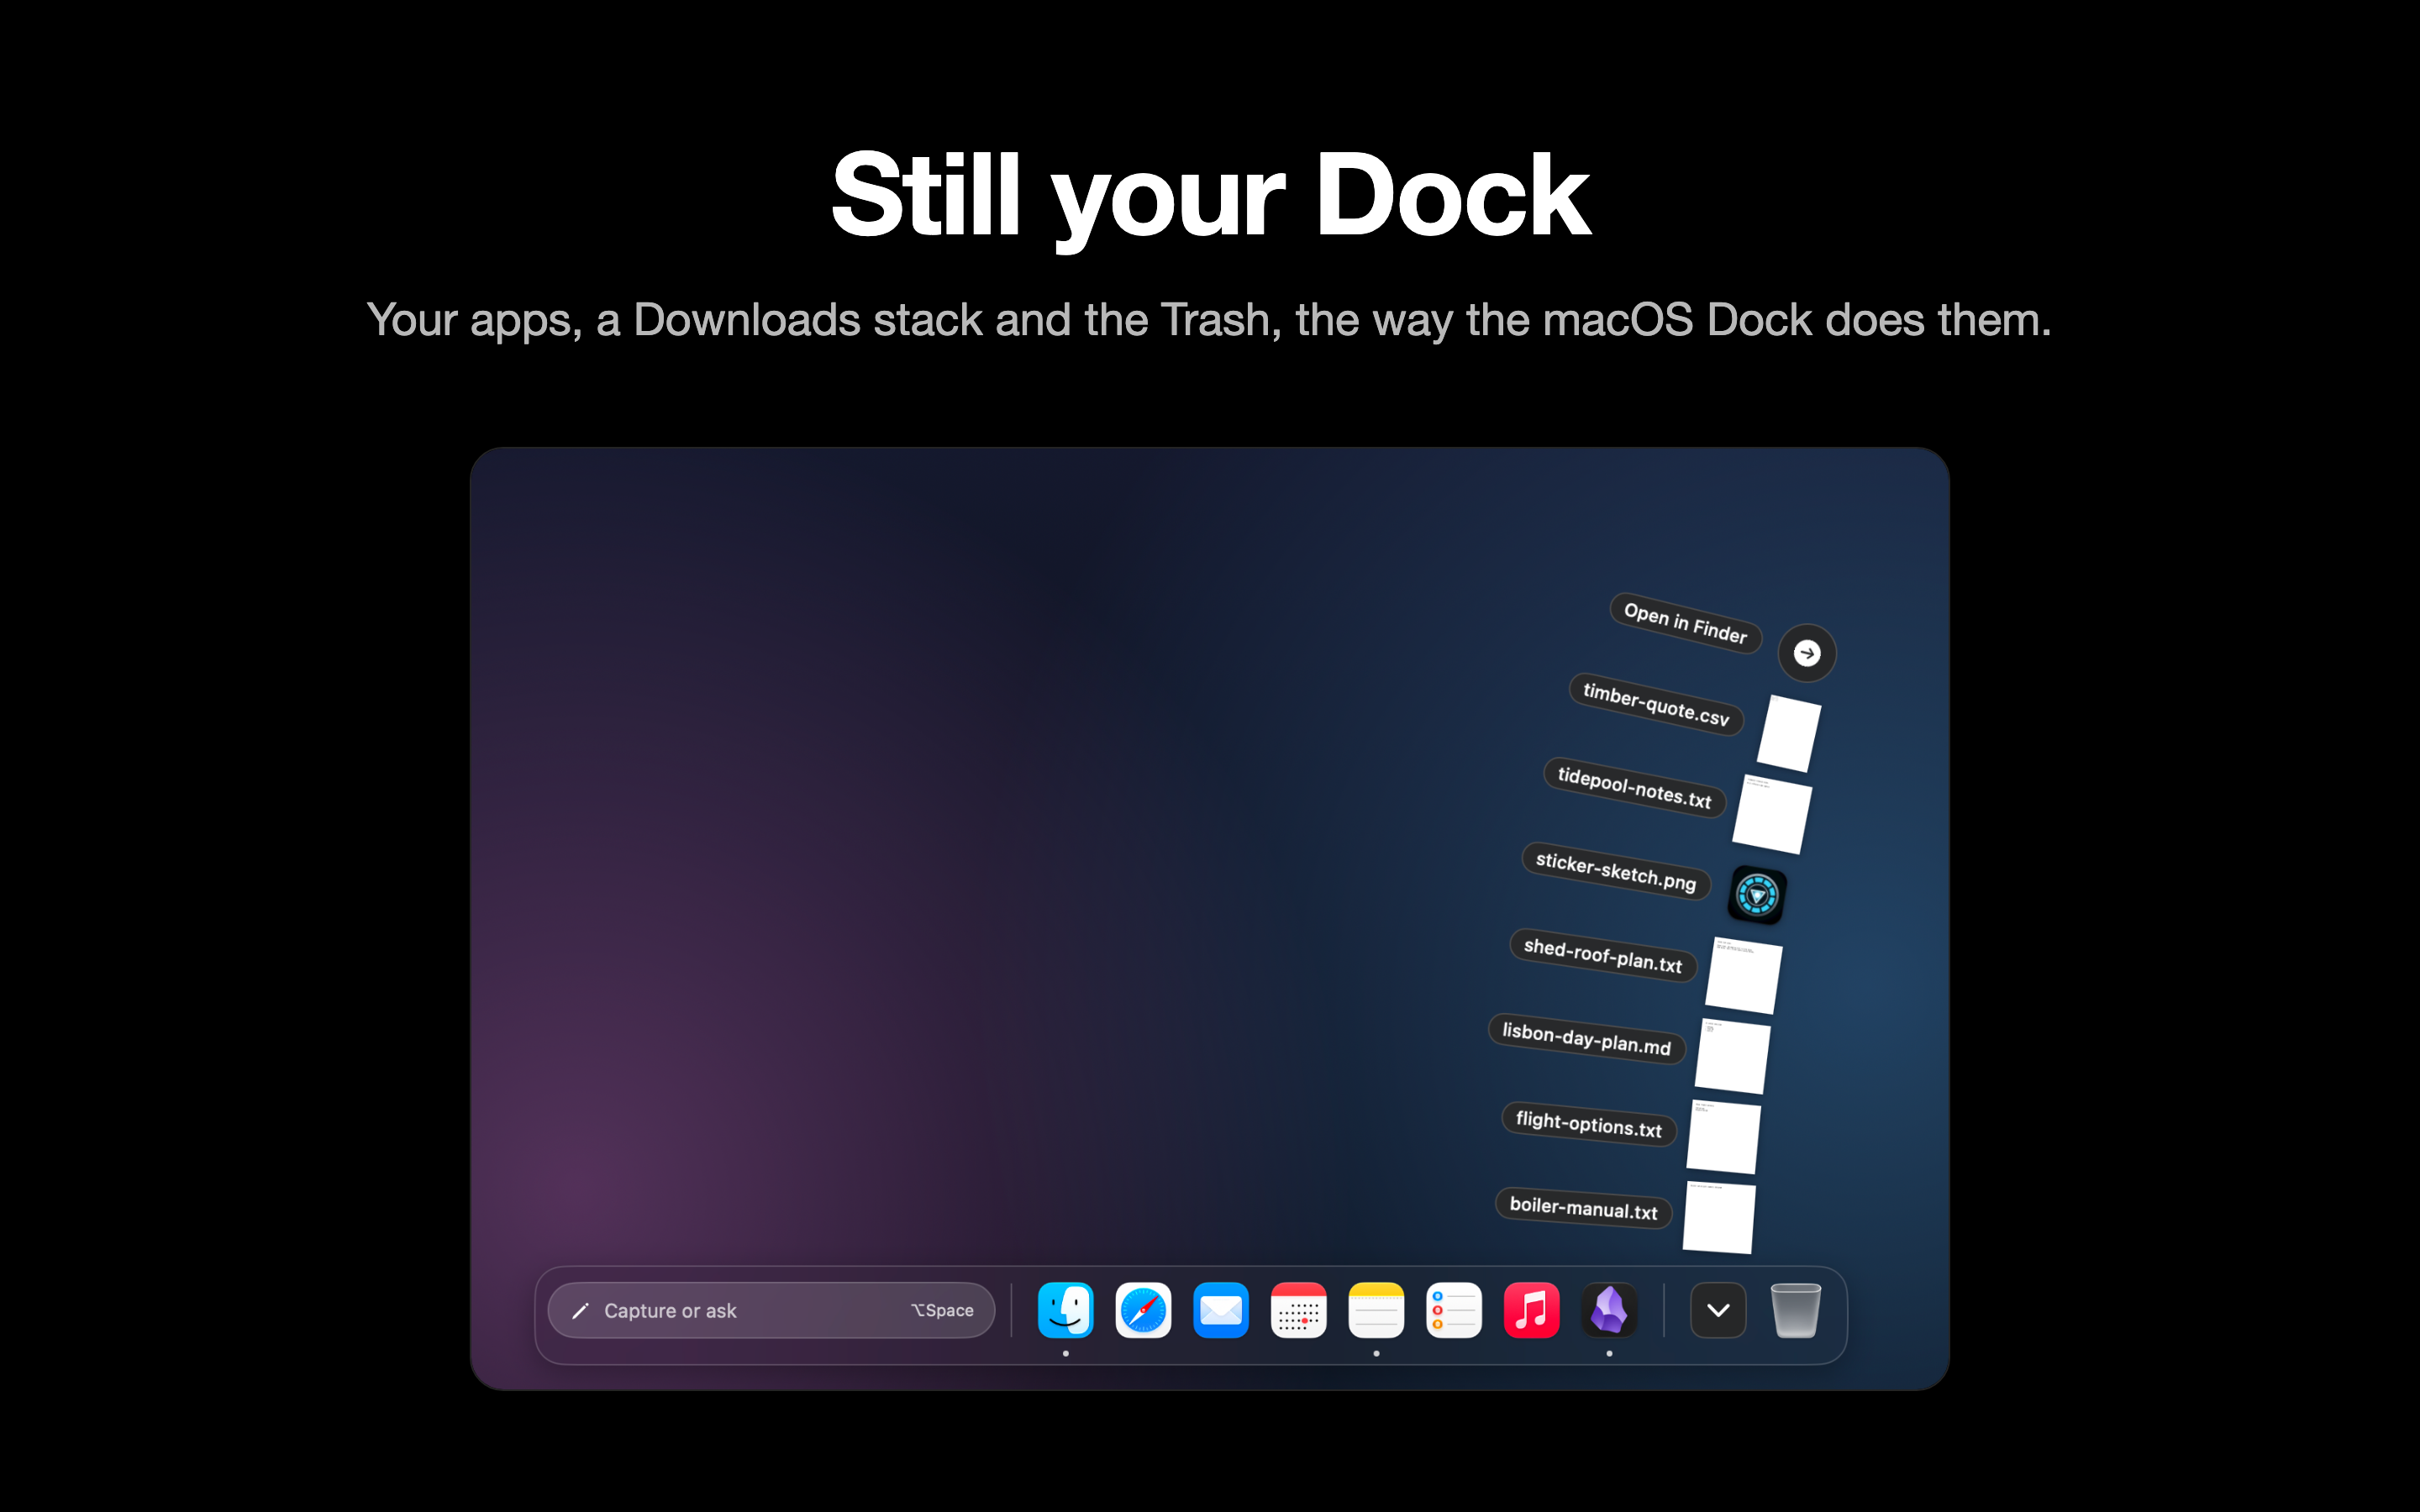 Still your Dock
Your apps, a Downloads stack and the Trash, the way the macOS Dock does them.
Open in Finder
timber-quote.csv
tidepool-notes.txt
sticker-sketch.png
shed-roof-plan.txt
lisbon-day-plan.md
flight-options.txt
boiler-manual.txt
Capture or ask ⌥Space